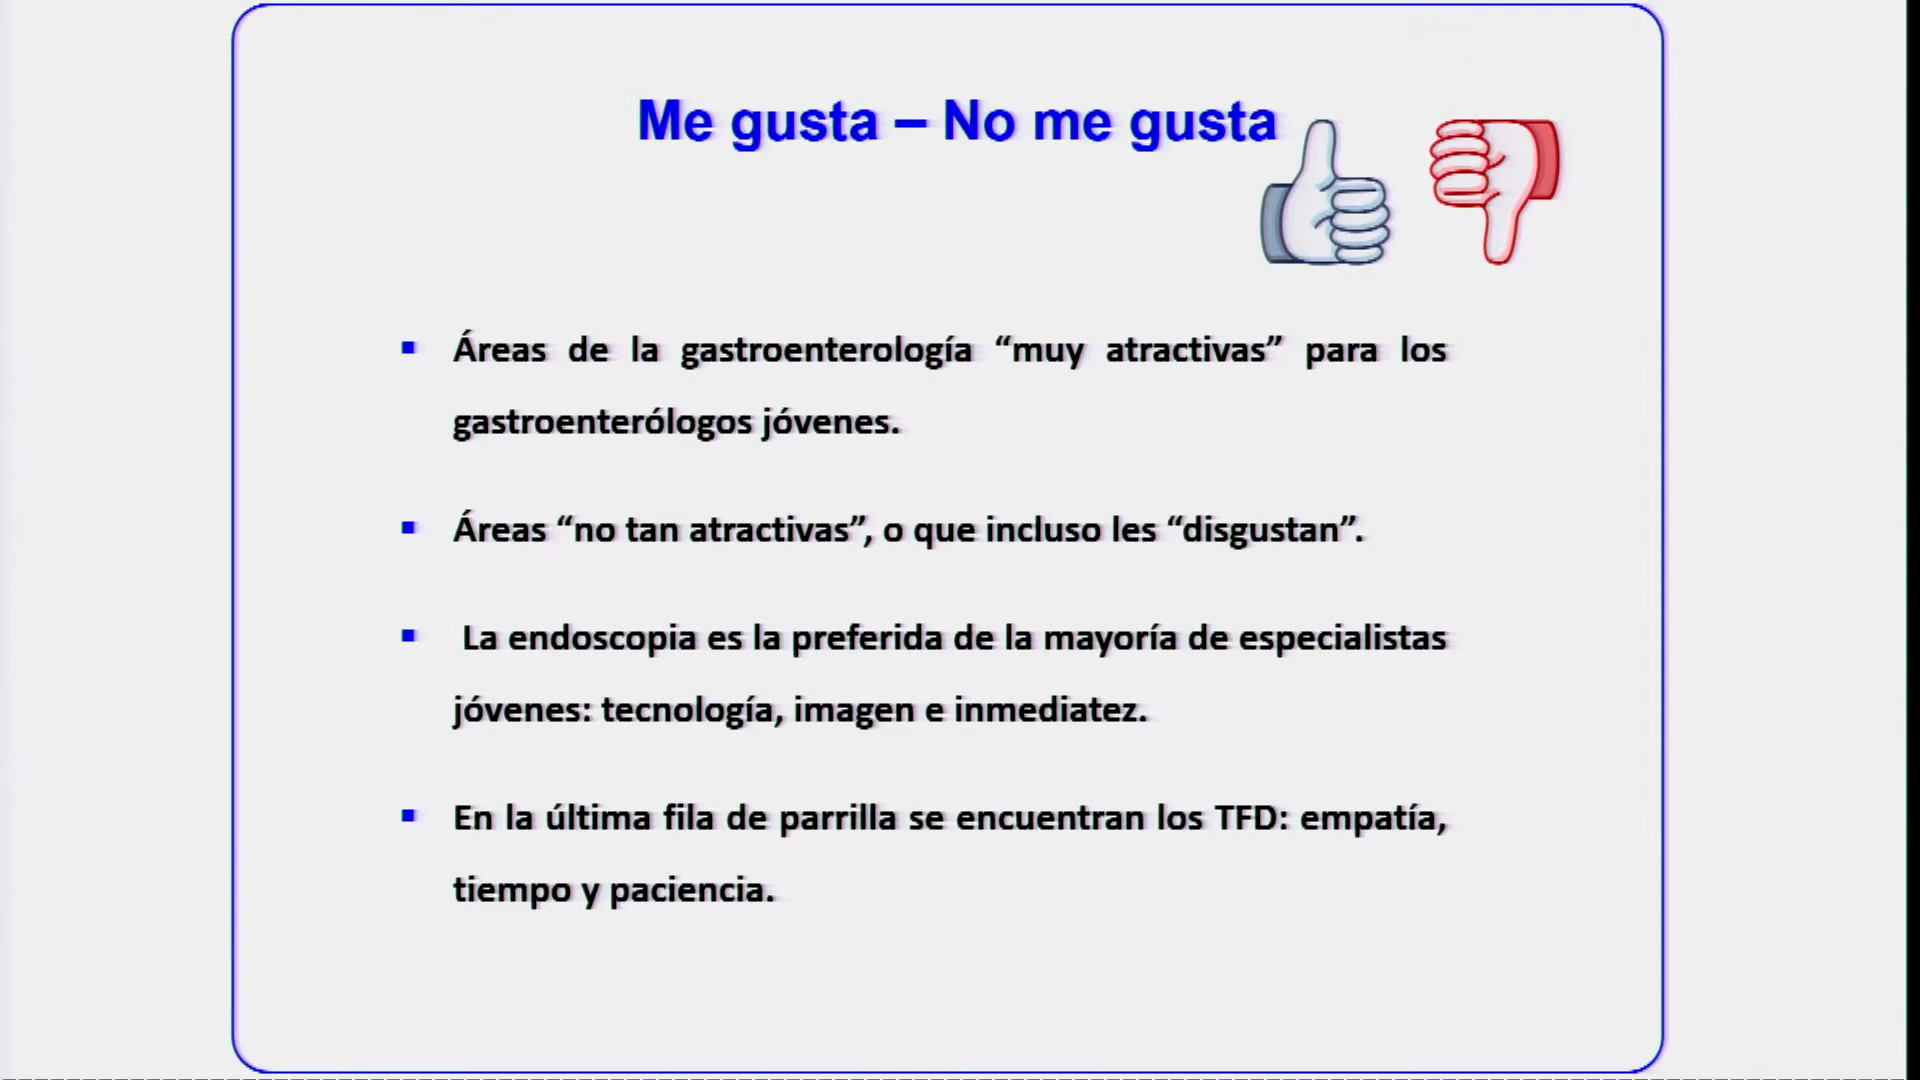 Me gusta – No me gusta
Áreas de la gastroenterología “muy atractivas” para los
gastroenterólogos jóvenes.
Áreas “no tan atractivas”, o que incluso les “disgustan”.
La endoscopia es la preferida de la mayoría de especialistas
jóvenes: tecnología, imagen e inmediatez.
En la última fila de parrilla se encuentran los TFD: empatía,
tiempo y paciencia.